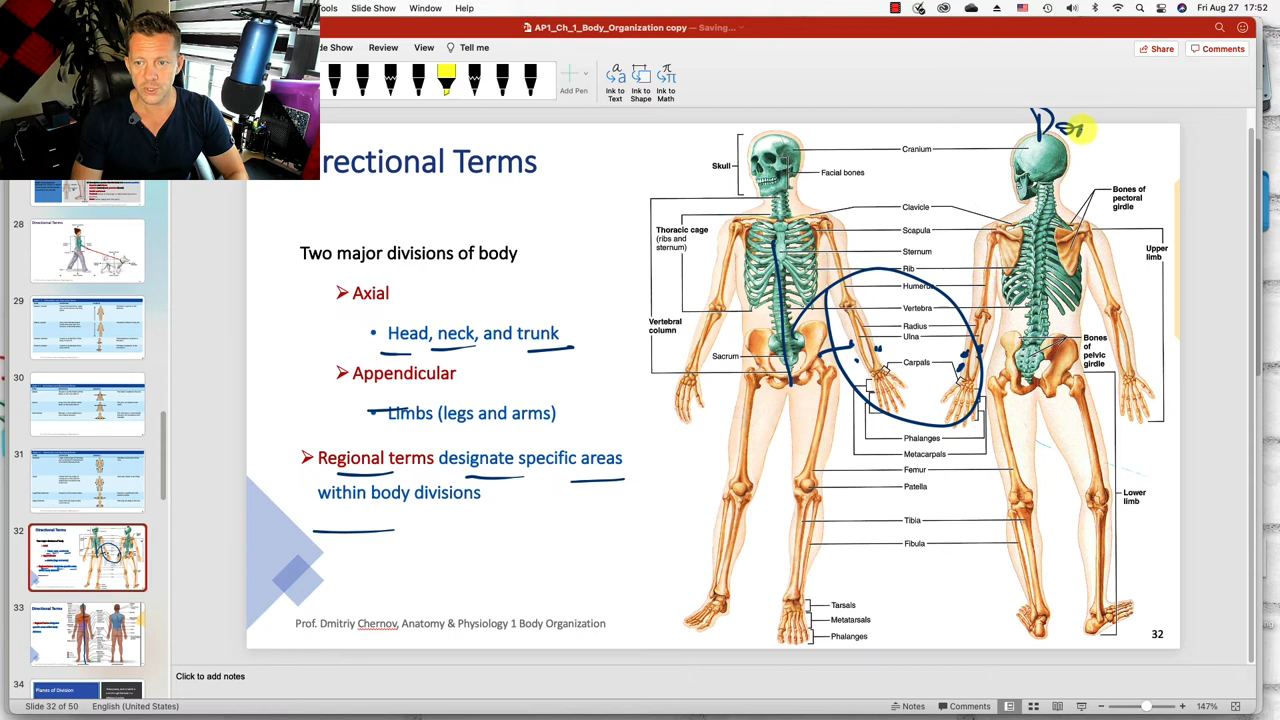 Tools Slide Show Window Help
Fri Aug 27 17:52
AP1_Ch_1_Body_Organization copy — Saving...
de Show Review View Tell me
Share Comments
Add Pen
Ink to Text
Ink to Shape
Ink to Math
28
29
30
31
32
33
34
Directional Terms
Directional Terms
Directional Terms
Planes of Division
rectional Terms
Two major divisions of body
Axial
• Head, neck, and trunk
Appendicular
• Limbs (legs and arms)
Regional terms designate specific areas
within body divisions
Prof. Dmitriy Chernov, Anatomy & Physiology 1 Body Organization
32
Skull
Thoracic cage
(ribs and
sternum)
Vertebral
column
Sacrum
Cranium
Facial bones
Clavicle
Scapula
Sternum
Rib
Humerus
Vertebra
Radius
Ulna
Carpals
Phalanges
Metacarpals
Femur
Patella
Tibia
Fibula
Tarsals
Metatarsals
Phalanges
Bones of
pectoral
girdle
Upper
limb
Bones
of
pelvic
girdle
Lower
limb
Click to add notes
Slide 32 of 50 English (United States)
Notes Comments
147%